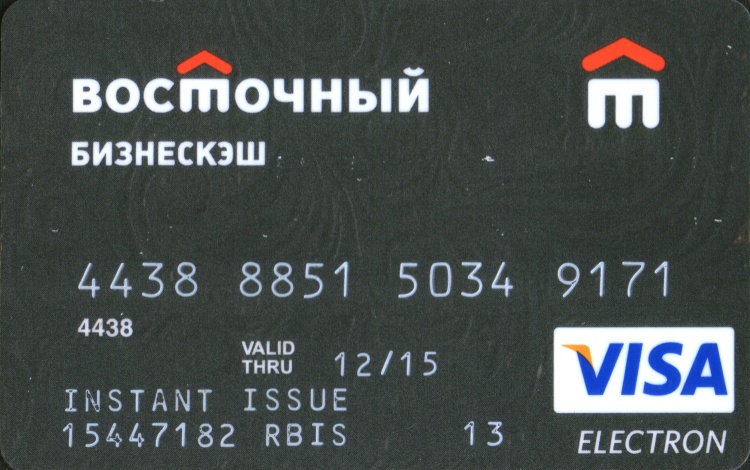 ВОСТОЧНЫЙ
БИЗНЕСКЭШ
4438 8851 5034 9171
4438
VALID THRU 12/15
INSTANT ISSUE
15447182 RBIS 13
VISA
ELECTRON